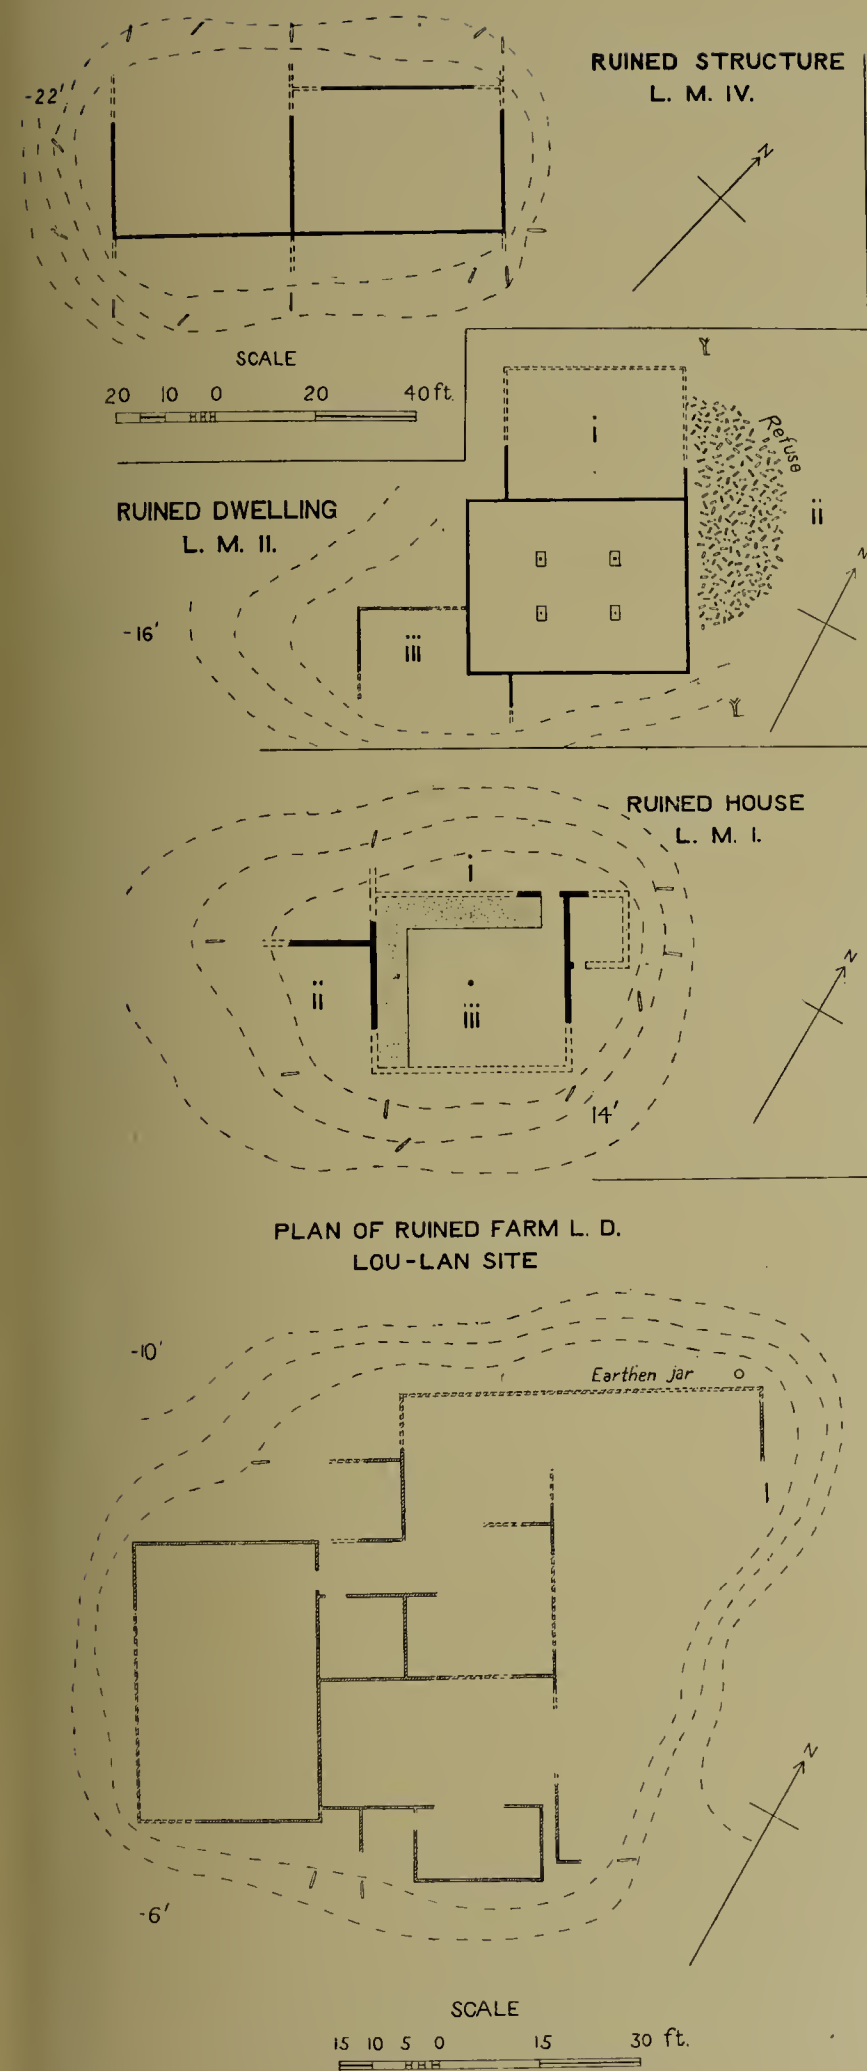 RUINED STRUCTURE
L. M. IV.
-22'
N
SCALE
20 10 0 20 40 ft.
i
Refuse
ii
RUINED DWELLING
L. M. II.
N
-16'
iii
RUINED HOUSE
L. M. I.
i
N
ii
iii
14'
PLAN OF RUINED FARM L. D.
LOU-LAN SITE
-10'
Earthen jar
N
-6'
SCALE
15 10 5 0 15 30 ft.